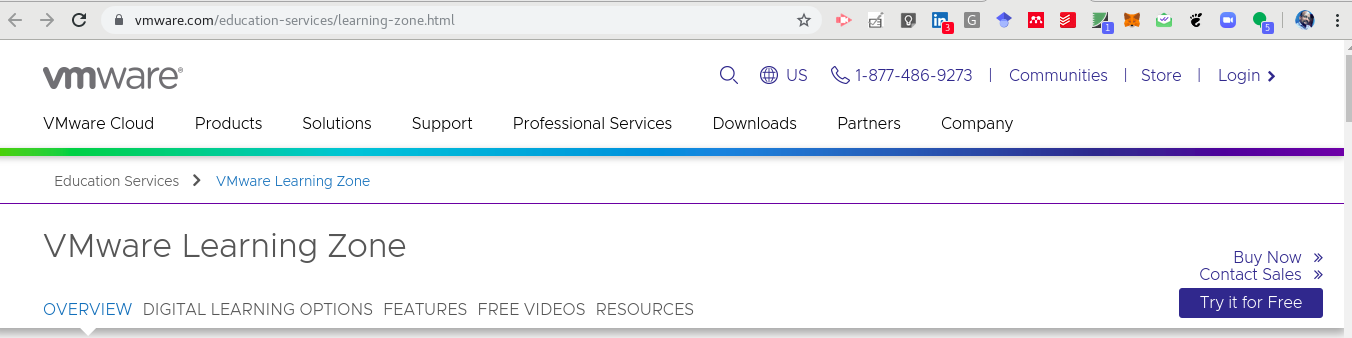 vmware.com/education-services/learning-zone.html
3
G
1
5
vmware®
US 1-877-486-9273 | Communities | Store | Login
VMware Cloud Products Solutions Support Professional Services Downloads Partners Company
Education Services VMware Learning Zone
VMware Learning Zone
Buy Now
Contact Sales
Try it for Free
OVERVIEW DIGITAL LEARNING OPTIONS FEATURES FREE VIDEOS RESOURCES